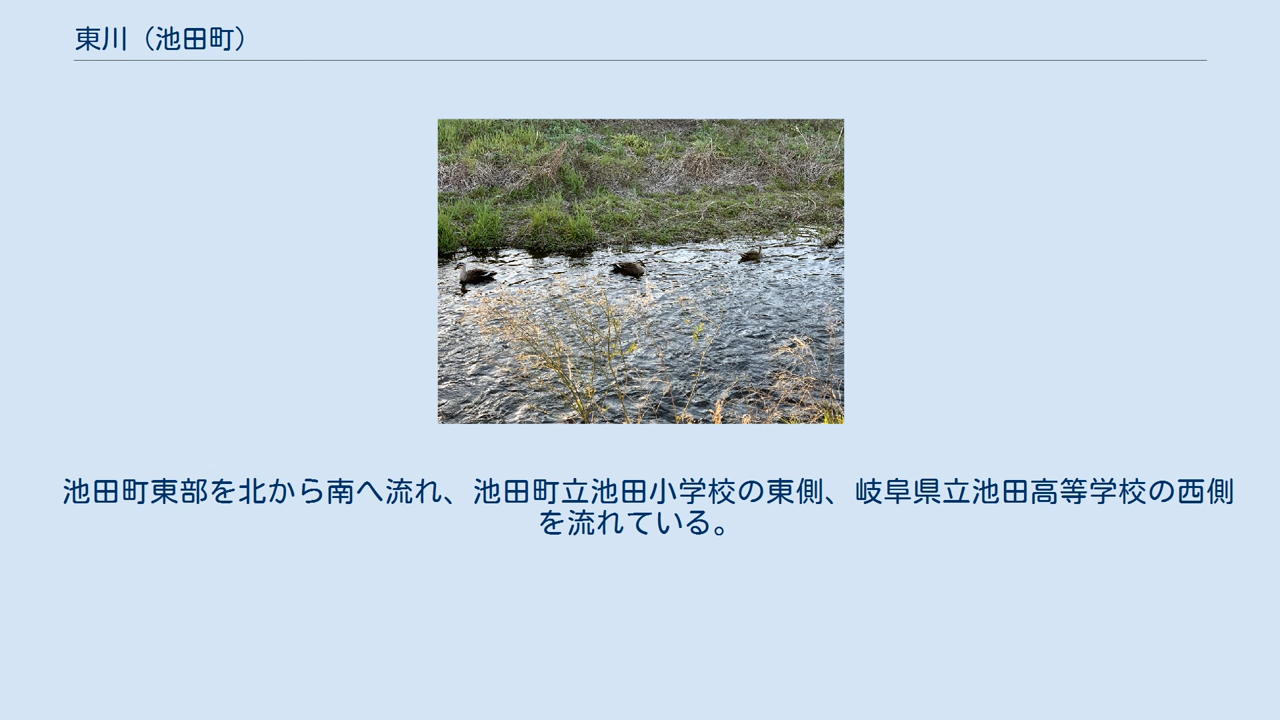 東川（池田町）
池田町東部を北から南へ流れ、池田町立池田小学校の東側、岐阜県立池田高等学校の西側
を流れている。